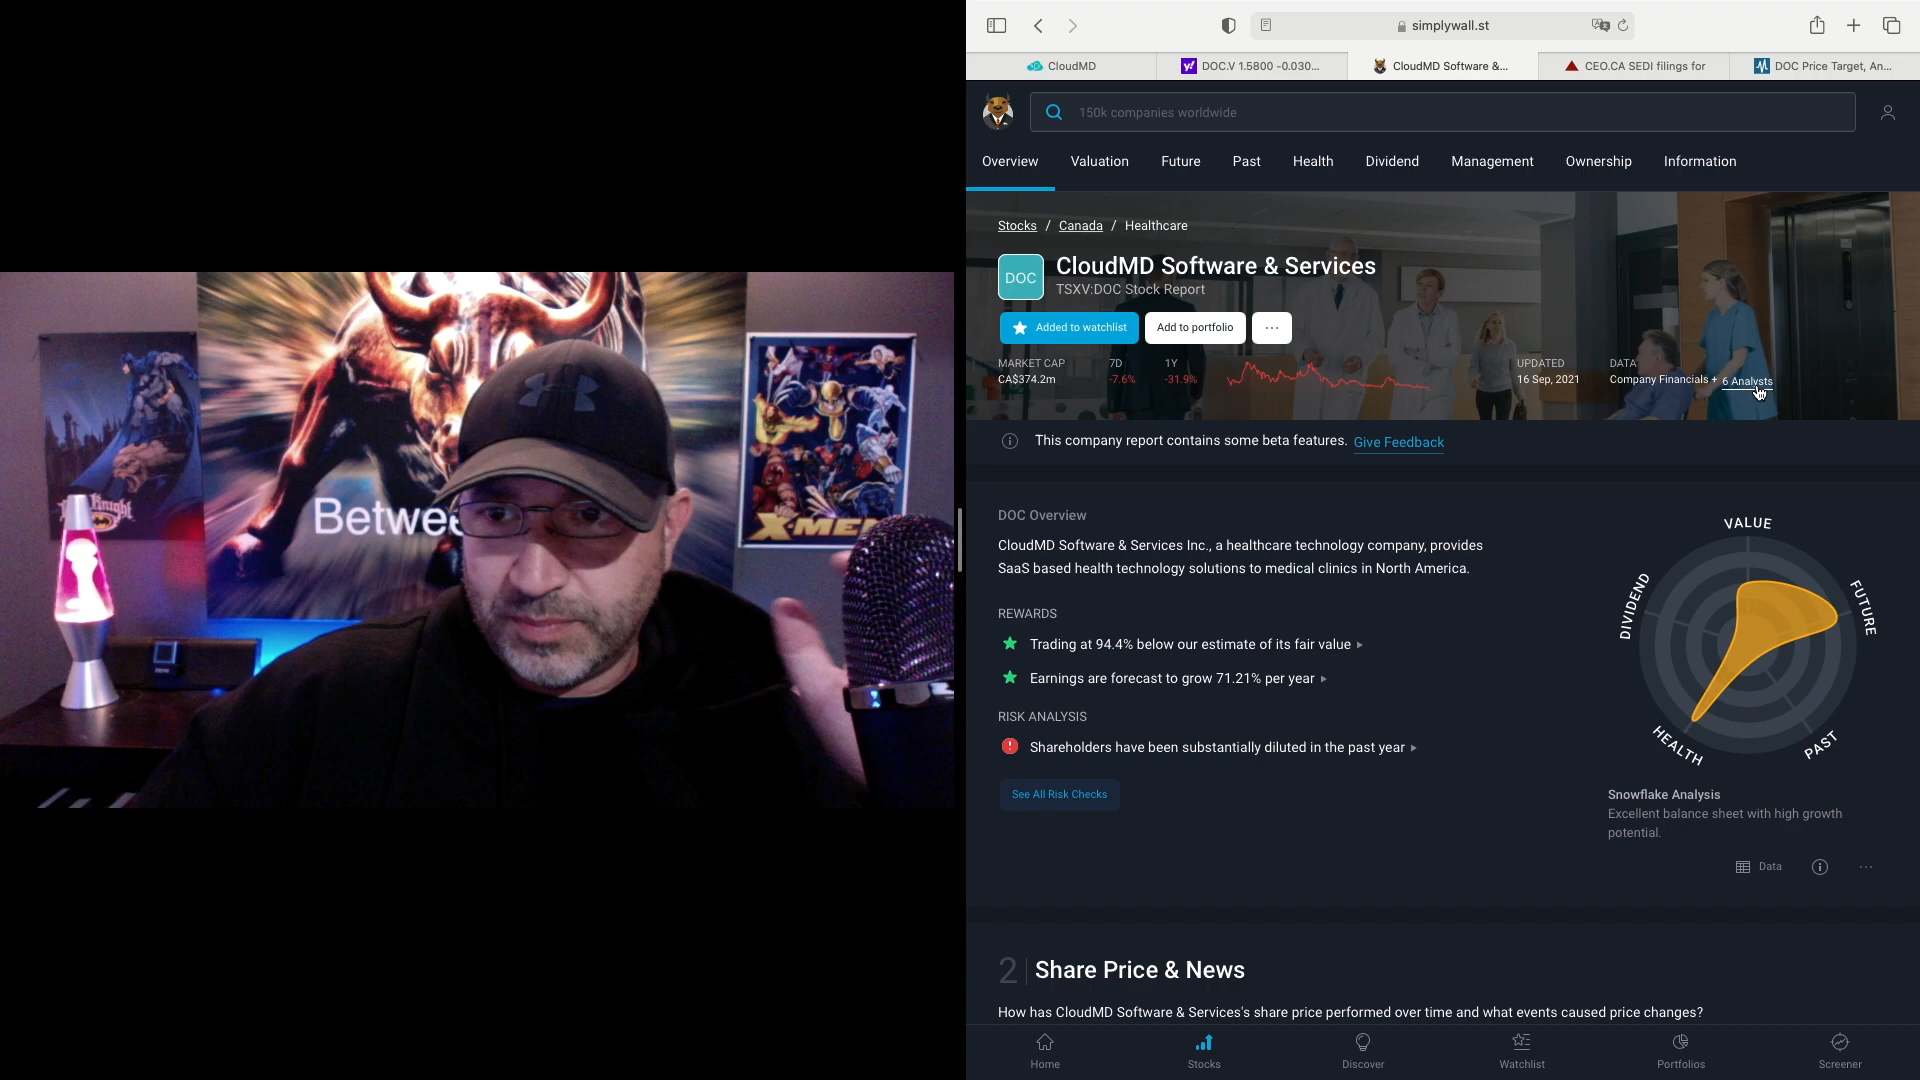 Knight
Betwee
X-MEN
simplywall.st
CloudMD
DOC.V 1.5800 -0.030...
CloudMD Software &...
CEO.CA SEDI filings for
DOC Price Target, An...
150k companies worldwide
Overview
Valuation
Future
Past
Health
Dividend
Management
Ownership
Information
Stocks / Canada / Healthcare
DOC
CloudMD Software & Services
TSXV:DOC Stock Report
Added to watchlist
Add to portfolio
...
MARKET CAP
CA$374.2m
7D
-7.6%
1Y
-31.9%
UPDATED
16 Sep, 2021
DATA
Company Financials + 6 Analysts
This company report contains some beta features. Give Feedback
DOC Overview
CloudMD Software & Services Inc., a healthcare technology company, provides
SaaS based health technology solutions to medical clinics in North America.
REWARDS
Trading at 94.4% below our estimate of its fair value
Earnings are forecast to grow 71.21% per year
RISK ANALYSIS
Shareholders have been substantially diluted in the past year
See All Risk Checks
VALUE
FUTURE
PAST
HEALTH
DIVIDEND
Snowflake Analysis
Excellent balance sheet with high growth
potential.
Data
...
2 Share Price & News
How has CloudMD Software & Services's share price performed over time and what events caused price changes?
Home
Stocks
Discover
Watchlist
Portfolios
Screener